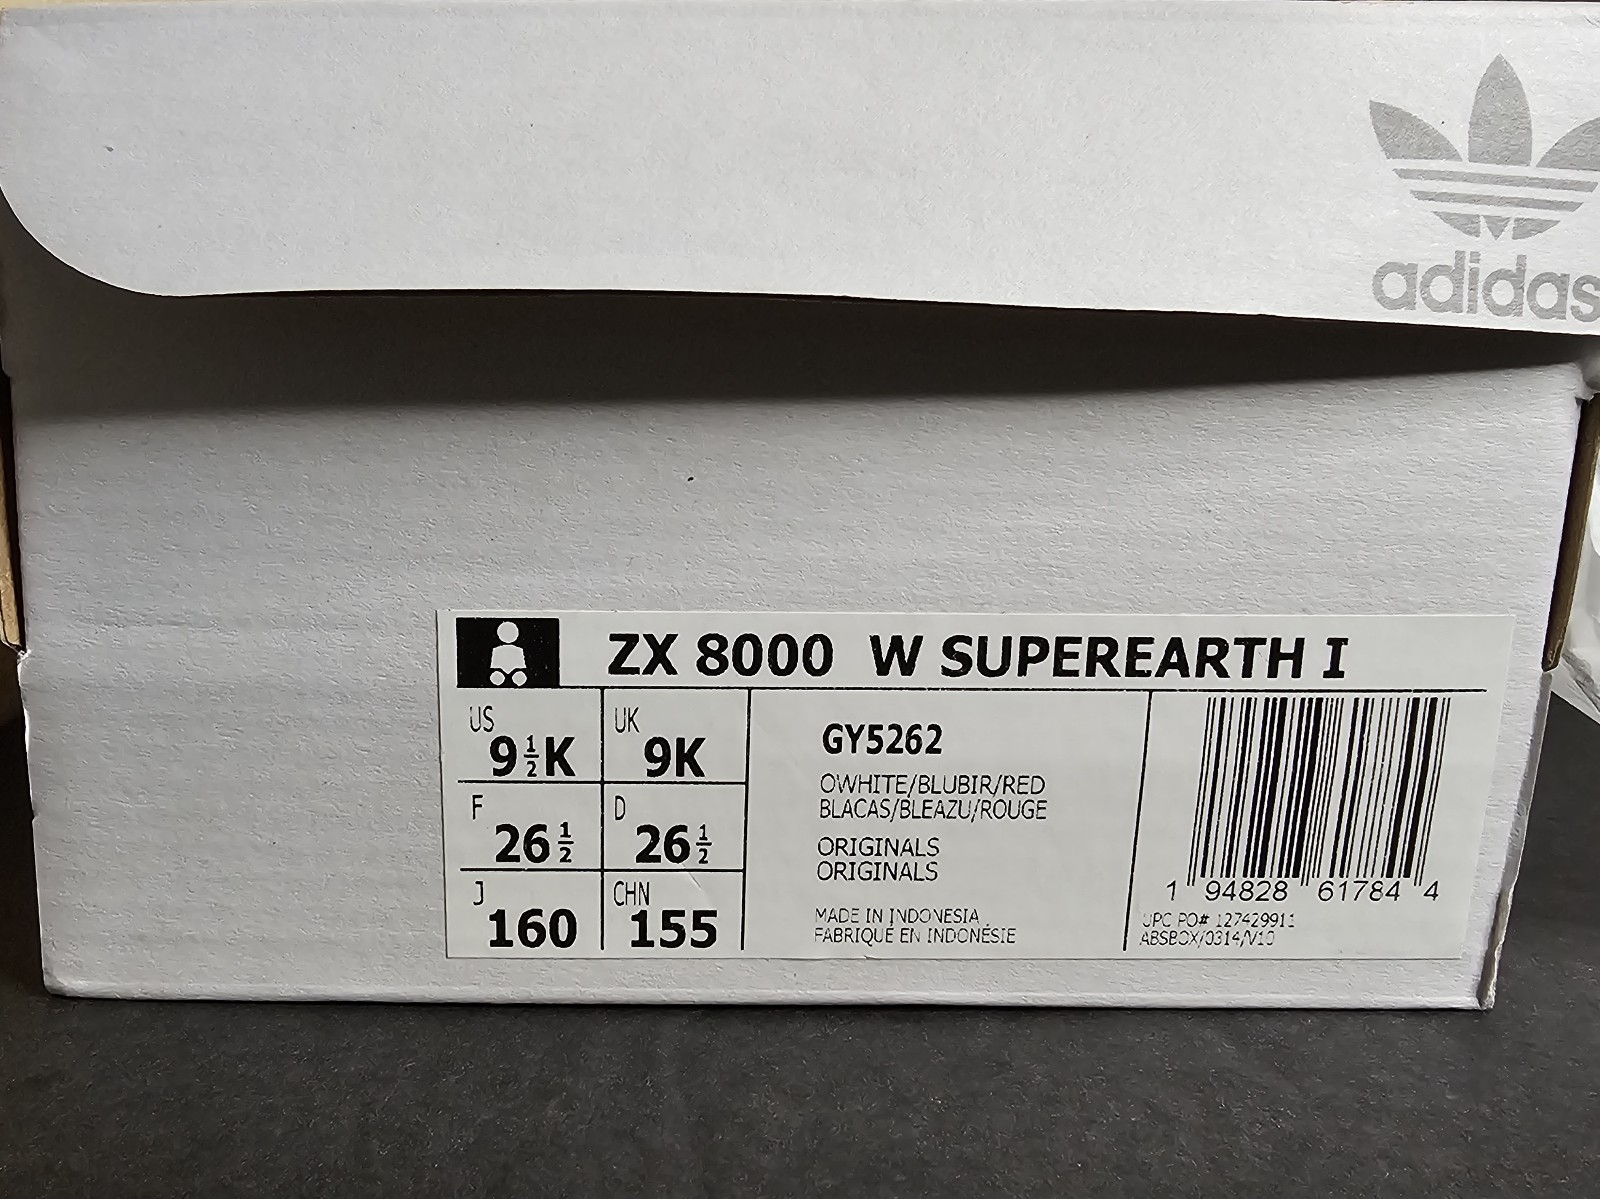 adidas
ZX 8000 W SUPEREARTH I
US 9½K
UK 9K
F 26½
D 26½
J 160
CHN 155
GY5262
OWHITE/BLUBIR/RED
BLACAS/BLEAZU/ROUGE
ORIGINALS
ORIGINALS
MADE IN INDONESIA
FABRIQUÉ EN INDONÉSIE
1 94828 61784 4
UPC PO# 127429911
ABSBOX/0314/V10